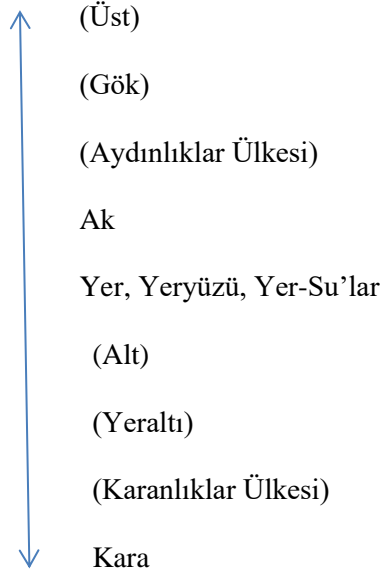 (Üst)
(Gök)
(Aydınlıklar Ülkesi)
Ak
Yer, Yeryüzü, Yer-Su’lar
(Alt)
(Yeraltı)
(Karanlıklar Ülkesi)
Kara